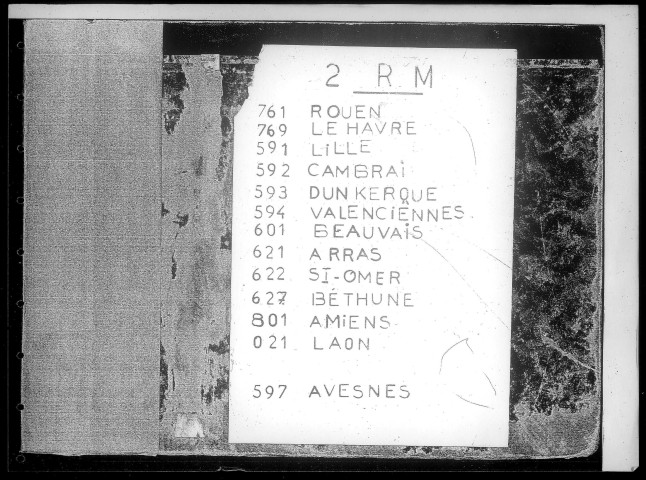 2 RM
761 ROUEN
769 LE HAVRE
591 LiLLE
592 CAMBRAi
593 DUNKERQUE
594 VALENCiENNES
601 BEAUVAiS
621 ARRAS
622 ST-OMER
627 BÉTHUNE
801 AMiENS
021 LAON
597 AVESNES